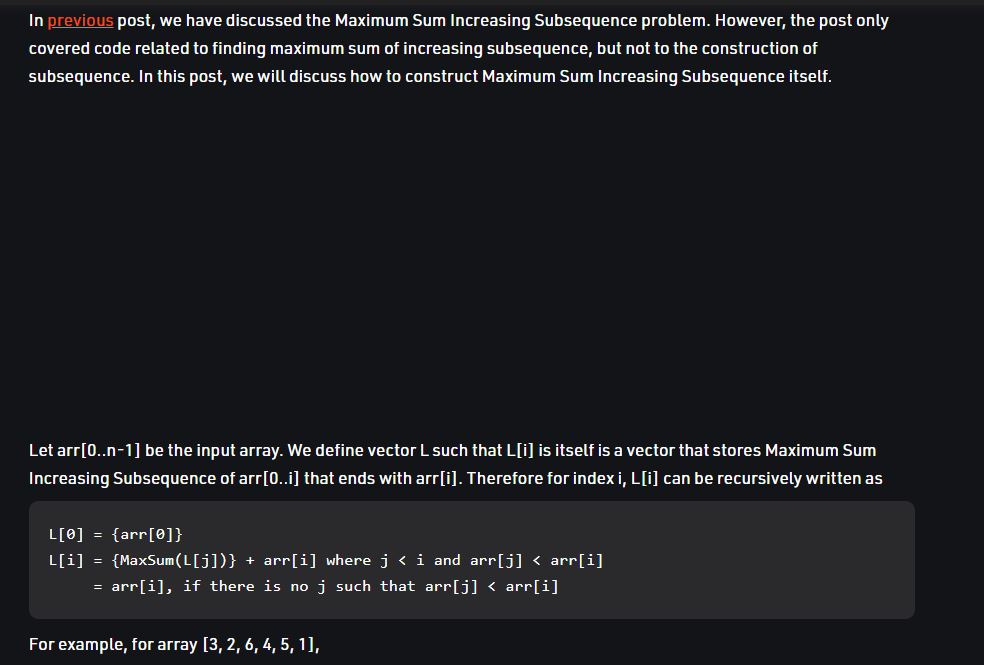 In previous post, we have discussed the Maximum Sum Increasing Subsequence problem. However, the post only
covered code related to finding maximum sum of increasing subsequence, but not to the construction of
subsequence. In this post, we will discuss how to construct Maximum Sum Increasing Subsequence itself.
Let arr[0..n-1] be the input array. We define vector L such that L[i] is itself is a vector that stores Maximum Sum
Increasing Subsequence of arr[0..i] that ends with arr[i]. Therefore for index i, L[i] can be recursively written as
L[0] = {arr[0]}
L[i] = {MaxSum(L[j])} + arr[i] where j < i and arr[j] < arr[i]
= arr[i], if there is no j such that arr[j] < arr[i]
For example, for array [3, 2, 6, 4, 5, 1],